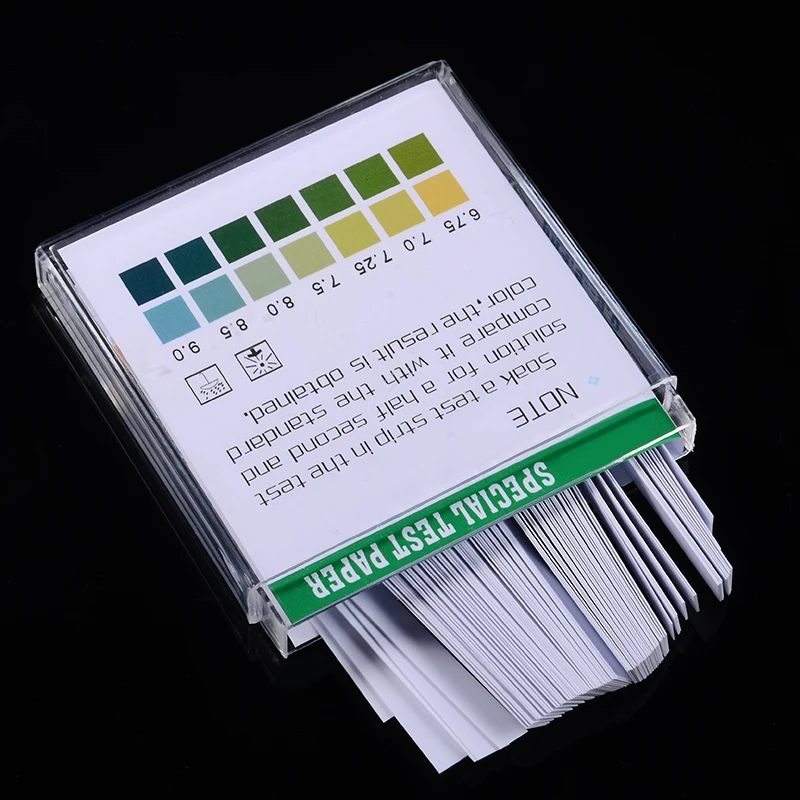 SPECIAL TEST PAPER
NOTE
Soak a test strip in the test
solution for a half second and
compare it with the standard
color, the result is obtained.
6.75 7.0 7.25 7.5 8.0 8.5 9.0